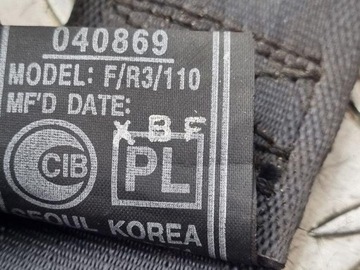 040869
MODEL: F/R3/110
MF'D DATE:
X B F
CIB PL
SEOUL KOREA